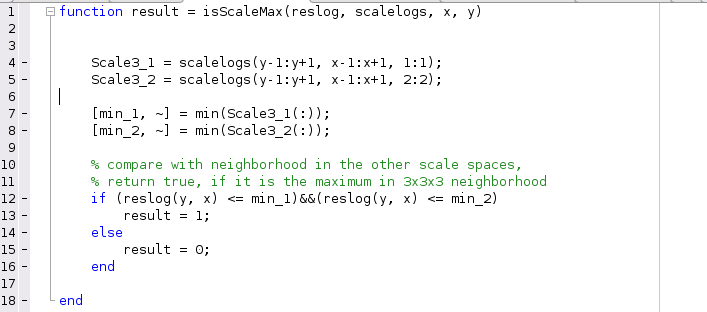 1 function result = isScaleMax(reslog, scalelogs, x, y)
2
3
4 - Scale3_1 = scalelogs(y-1:y+1, x-1:x+1, 1:1);
5 - Scale3_2 = scalelogs(y-1:y+1, x-1:x+1, 2:2);
6
7 - [min_1, ~] = min(Scale3_1(:));
8 - [min_2, ~] = min(Scale3_2(:));
9
10 % compare with neighborhood in the other scale spaces,
11 % return true, if it is the maximum in 3x3x3 neighborhood
12 - if (reslog(y, x) <= min_1)&&(reslog(y, x) <= min_2)
13 - result = 1;
14 - else
15 - result = 0;
16 - end
17
18 - end